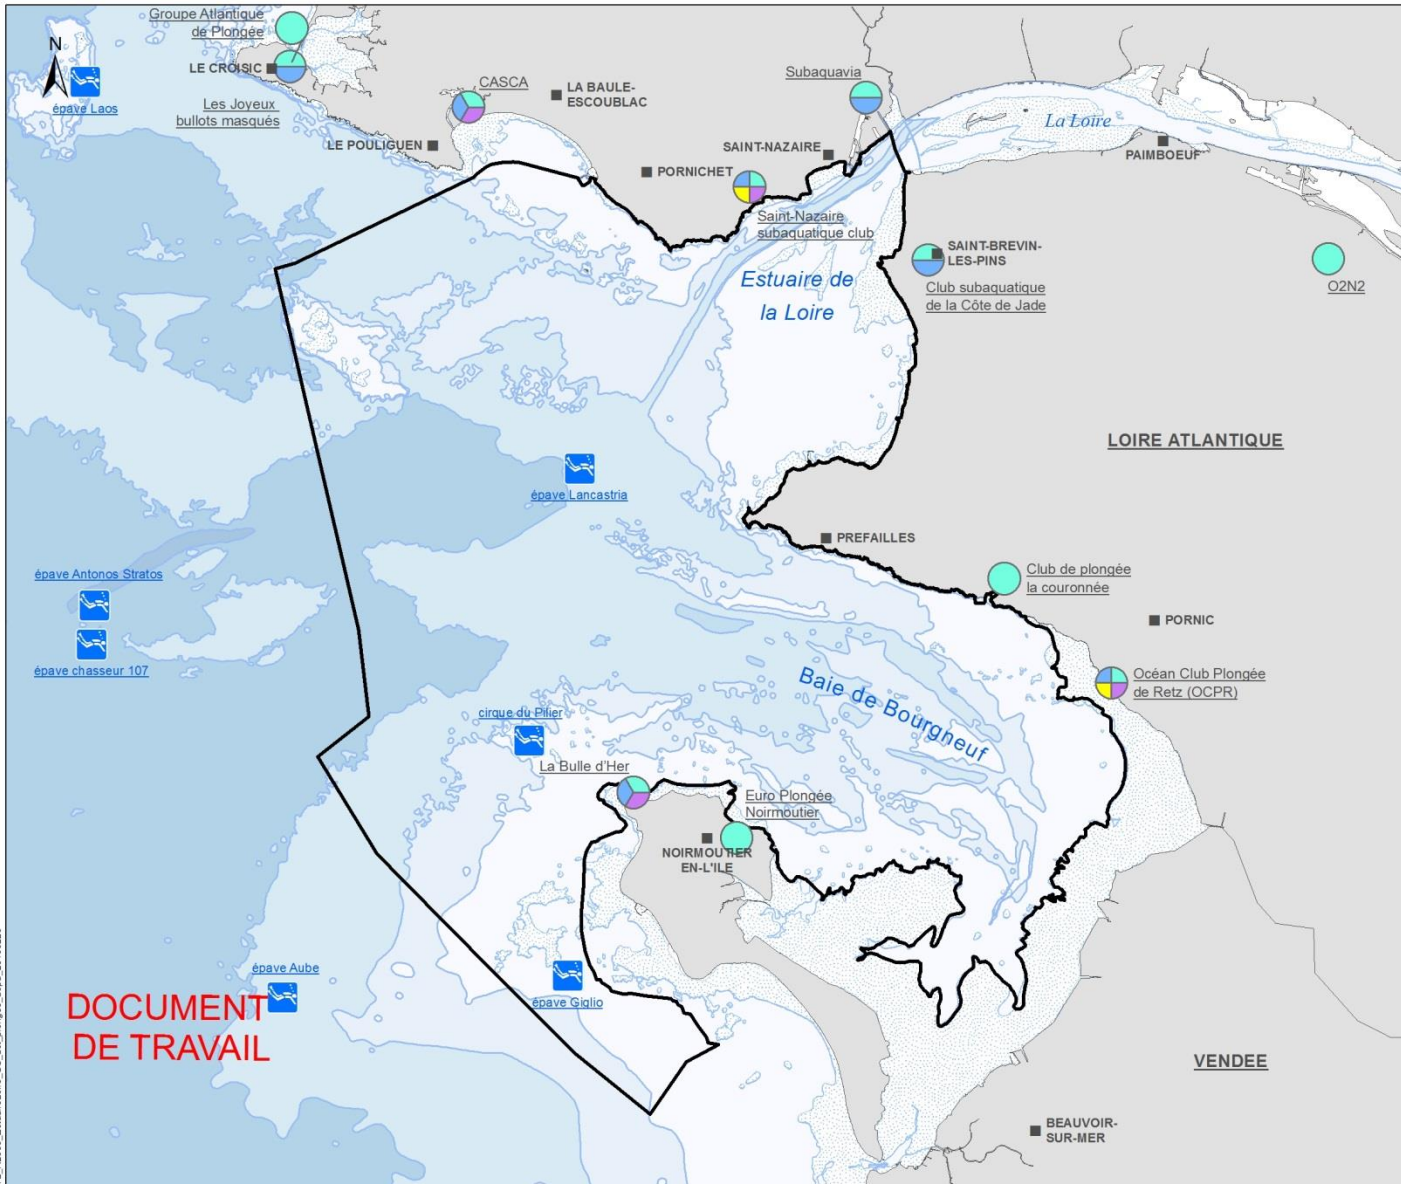 Groupe Atlantique
de Plongée
N
LE CROISIC
épave Laos
Les Joyeux
bullots masqués
CASCA
LA BAULE-
ESCOUBLAC
LE POULIGUEN
PORNICHET
SAINT-NAZAIRE
Subaquavia
La Loire
PAIMBOEUF
Saint-Nazaire
subaquatique club
SAINT-BREVIN-
LES-PINS
Club subaquatique
de la Côte de Jade
O2N2
Estuaire de
la Loire
LOIRE ATLANTIQUE
épave Lancastria
PREFAILLES
épave Antonos Stratos
épave chasseur 107
Club de plongée
la couronnée
PORNIC
Océan Club Plongée
de Retz (OCPR)
Baie de Bourgneuf
cirque du Pilier
La Bulle d'Her
Euro Plongée
Noirmoutier
NOIRMOUTIER
EN-L'ILE
épave Aube
épave Giglio
DOCUMENT
DE TRAVAIL
VENDEE
BEAUVOIR-
SUR-MER